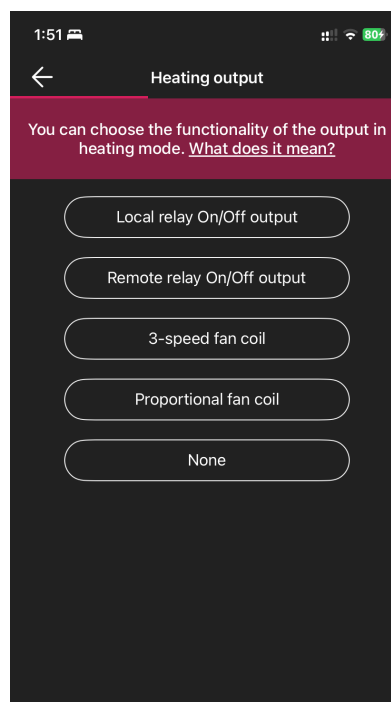 1:51
80
Heating output
You can choose the functionality of the output in
heating mode. What does it mean?
Local relay On/Off output
Remote relay On/Off output
3-speed fan coil
Proportional fan coil
None